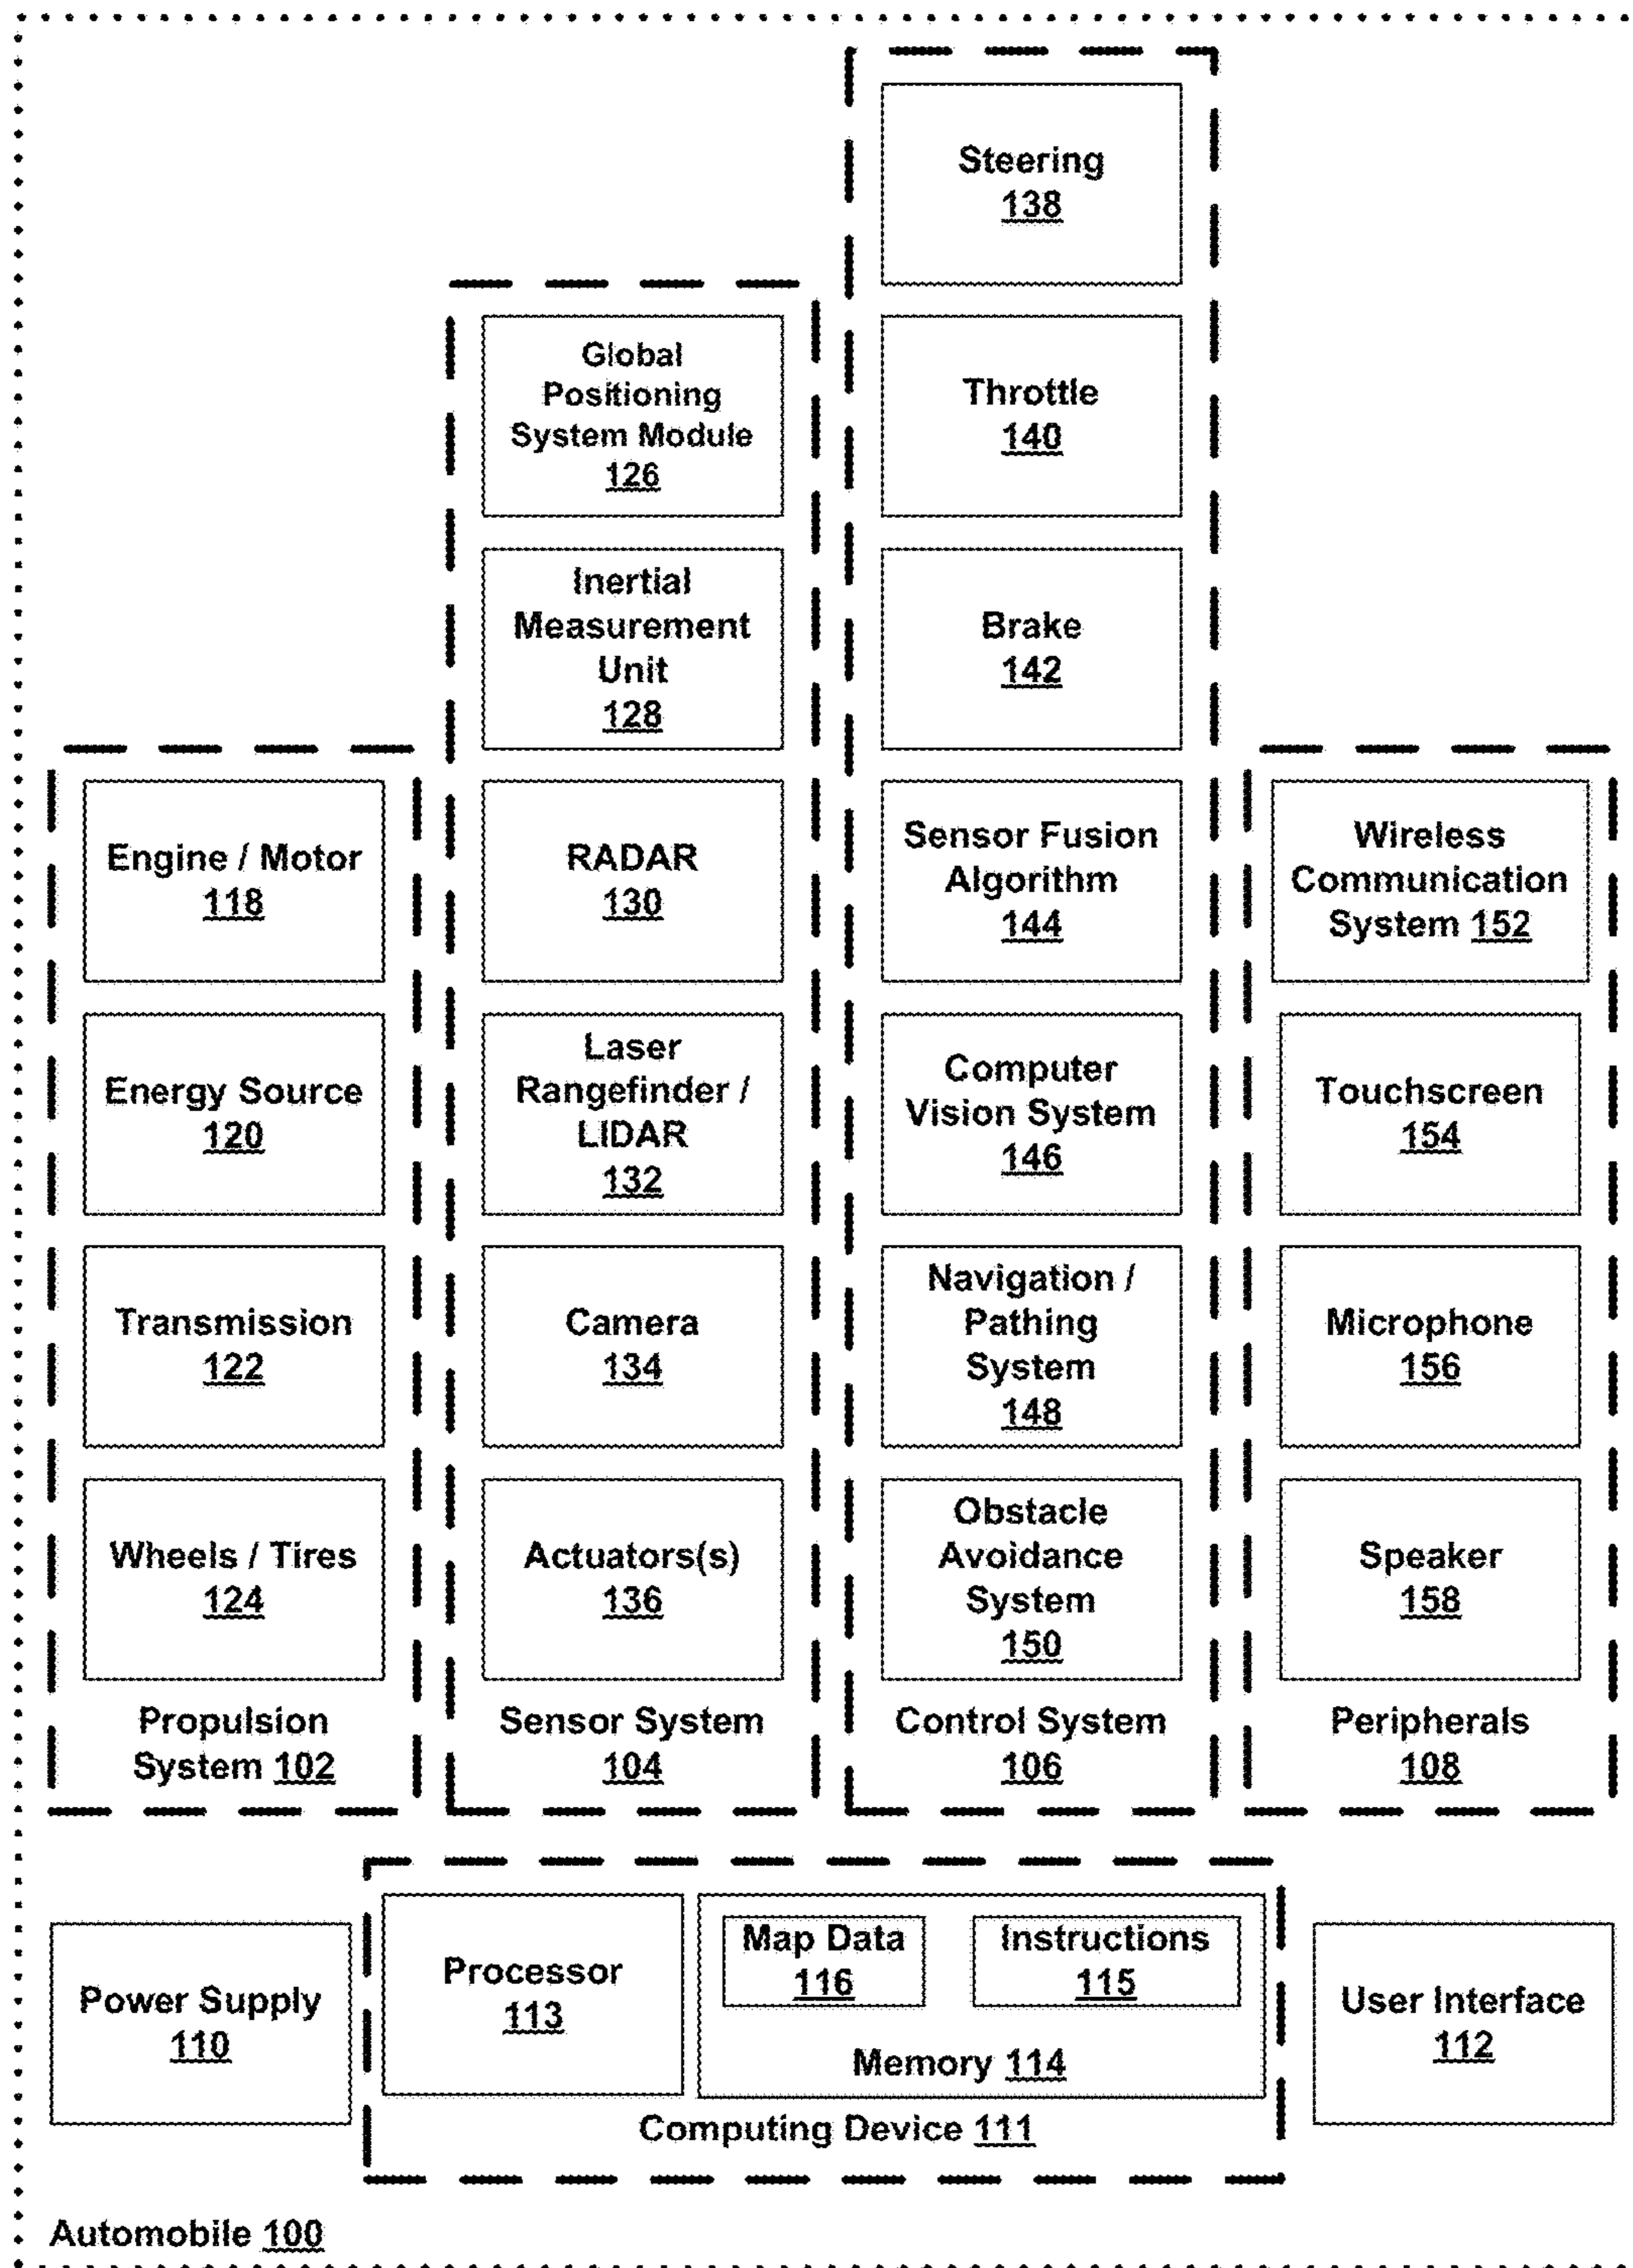 Steering
138
Global
Positioning
System Module
126
Throttle
140
Inertial
Measurement
Unit
128
Brake
142
Engine / Motor
118
RADAR
130
Sensor Fusion
Algorithm
144
Wireless
Communication
System 152
Energy Source
120
Laser
Rangefinder /
LIDAR
132
Computer
Vision System
146
Touchscreen
154
Transmission
122
Camera
134
Navigation /
Pathing
System
148
Microphone
156
Wheels / Tires
124
Actuators(s)
136
Obstacle
Avoidance
System
150
Speaker
158
Propulsion
System 102
Sensor System
104
Control System
106
Peripherals
108
Power Supply
110
Processor
113
Map Data
116
Instructions
115
Memory 114
Computing Device 111
User Interface
112
Automobile 100